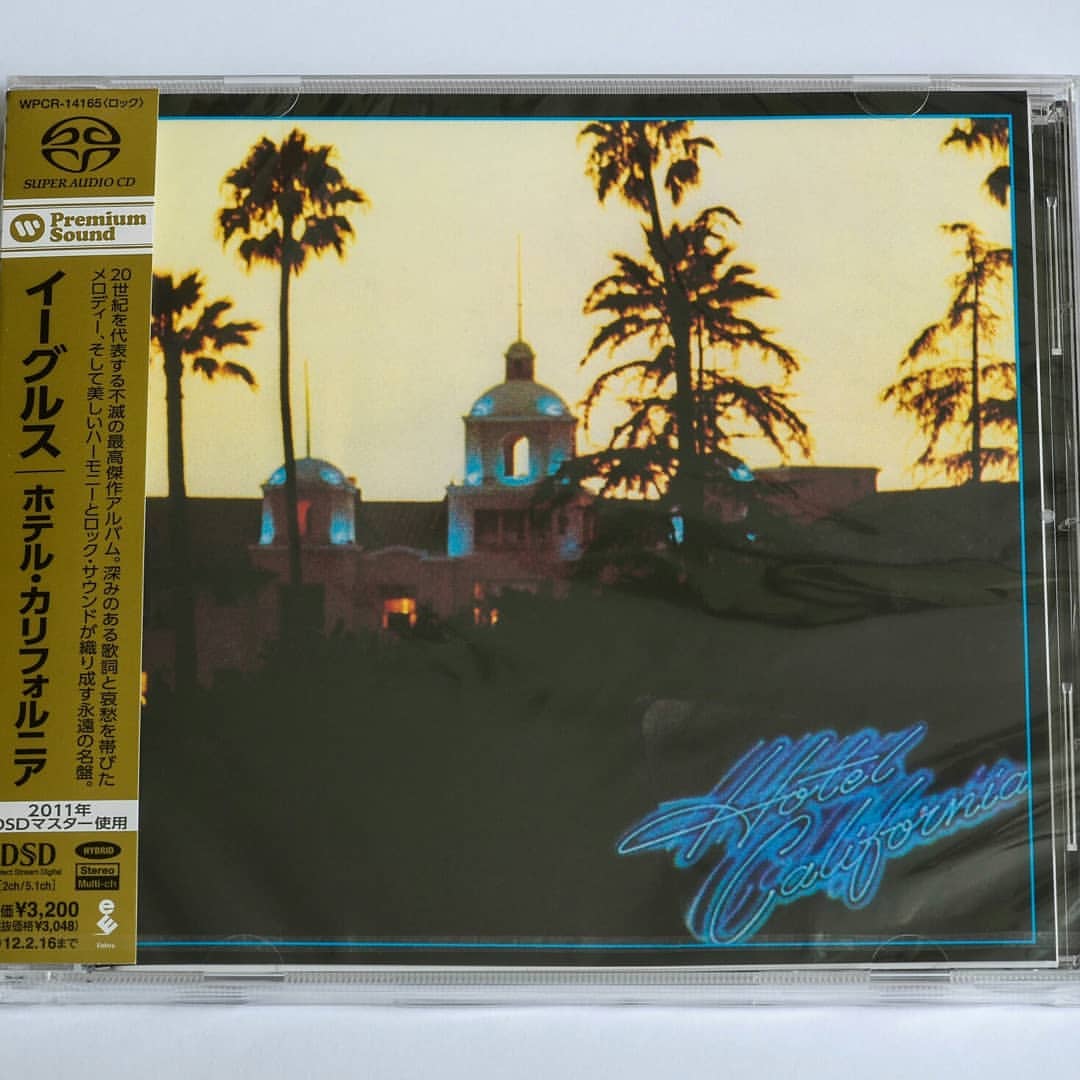 WPCR-14165〈ロック〉
SUPER AUDIO CD
Premium
Sound
20世紀を代表する不滅の最高傑作アルバム。深みのある歌詞と哀愁を帯びた
メロディー、そして美しいハーモニーとロック・サウンドが織り成す永遠の名盤。
イーグルス|ホテル・カリフォルニア
2011年
DSDマスター使用
DSD
ect Stream Digital
[2ch/5.1ch]
HYBRID
Stereo
Multi-ch
価¥3,200
抜価格¥3,048)
12.2.16まで
Hotel
California